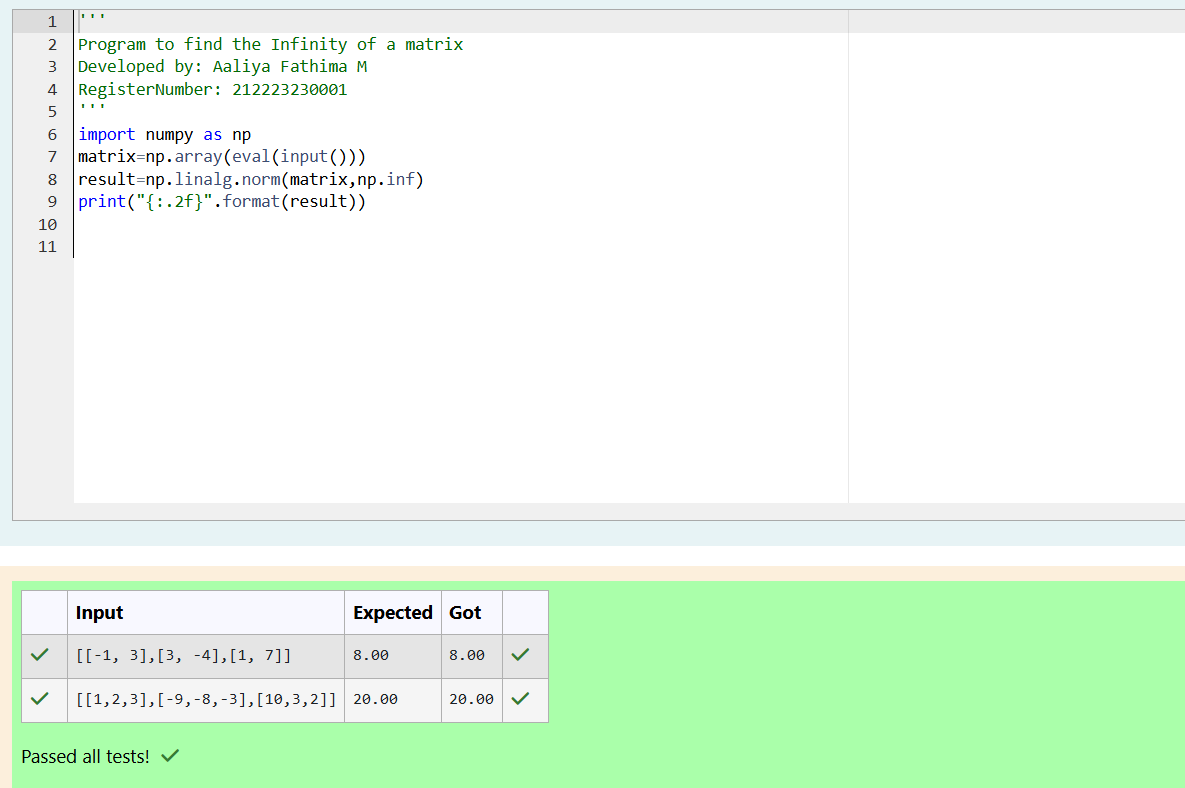 1 '''
2 Program to find the Infinity of a matrix
3 Developed by: Aaliya Fathima M
4 RegisterNumber: 212223230001
5 '''
6 import numpy as np
7 matrix=np.array(eval(input()))
8 result=np.linalg.norm(matrix,np.inf)
9 print("{:.2f}".format(result))
10
11
Input Expected Got
[[-1, 3],[3, -4],[1, 7]] 8.00 8.00
[[1,2,3],[-9,-8,-3],[10,3,2]] 20.00 20.00
Passed all tests!